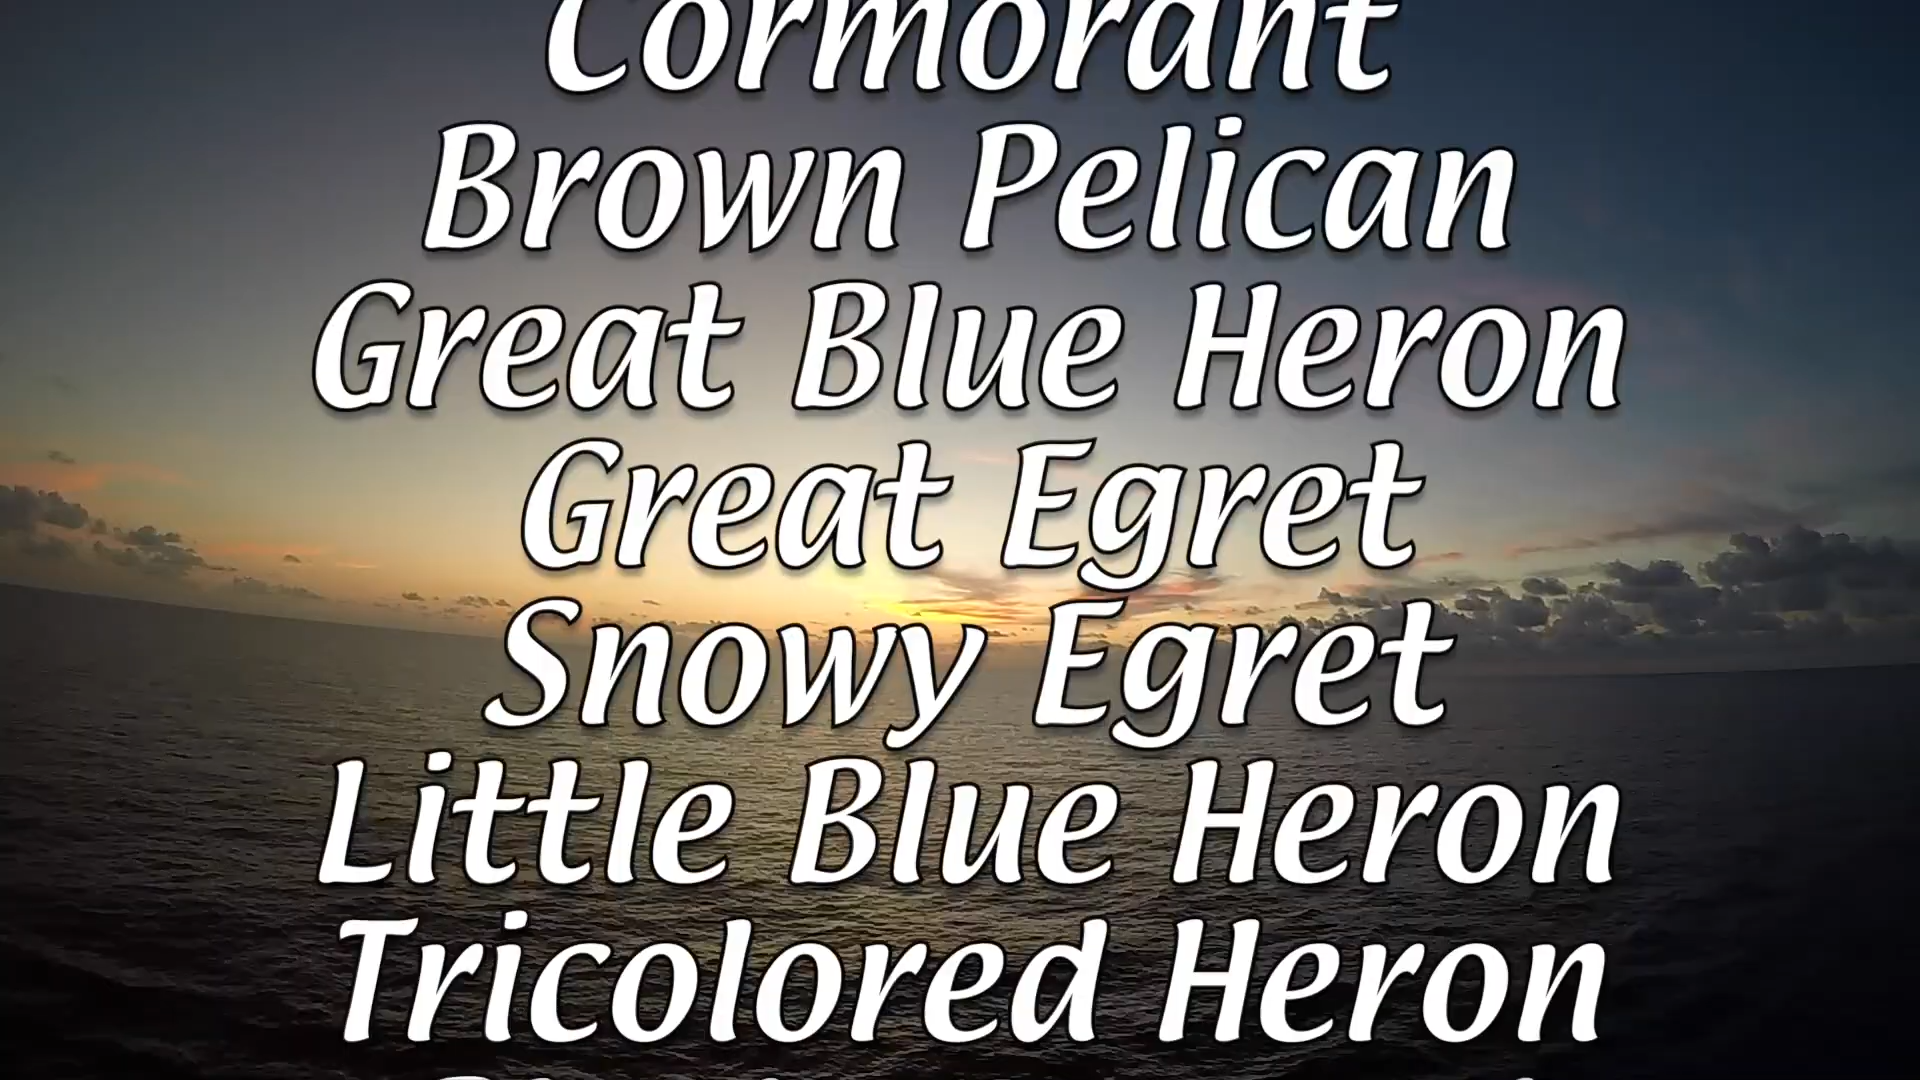 Cormorant
Brown Pelican
Great Blue Heron
Great Egret
Snowy Egret
Little Blue Heron
Tricolored Heron